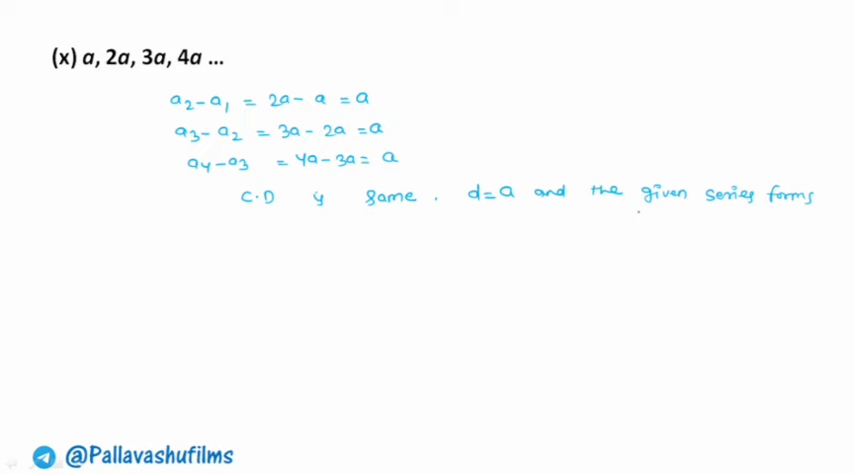 (x) a, 2a, 3a, 4a ...
a₂-a₁ = 2a-a = a
a₃-a₂ = 3a-2a = a
a₄-a₃ = 4a-3a = a
C.D is same. d=a and the given series forms
@Pallavashufilms